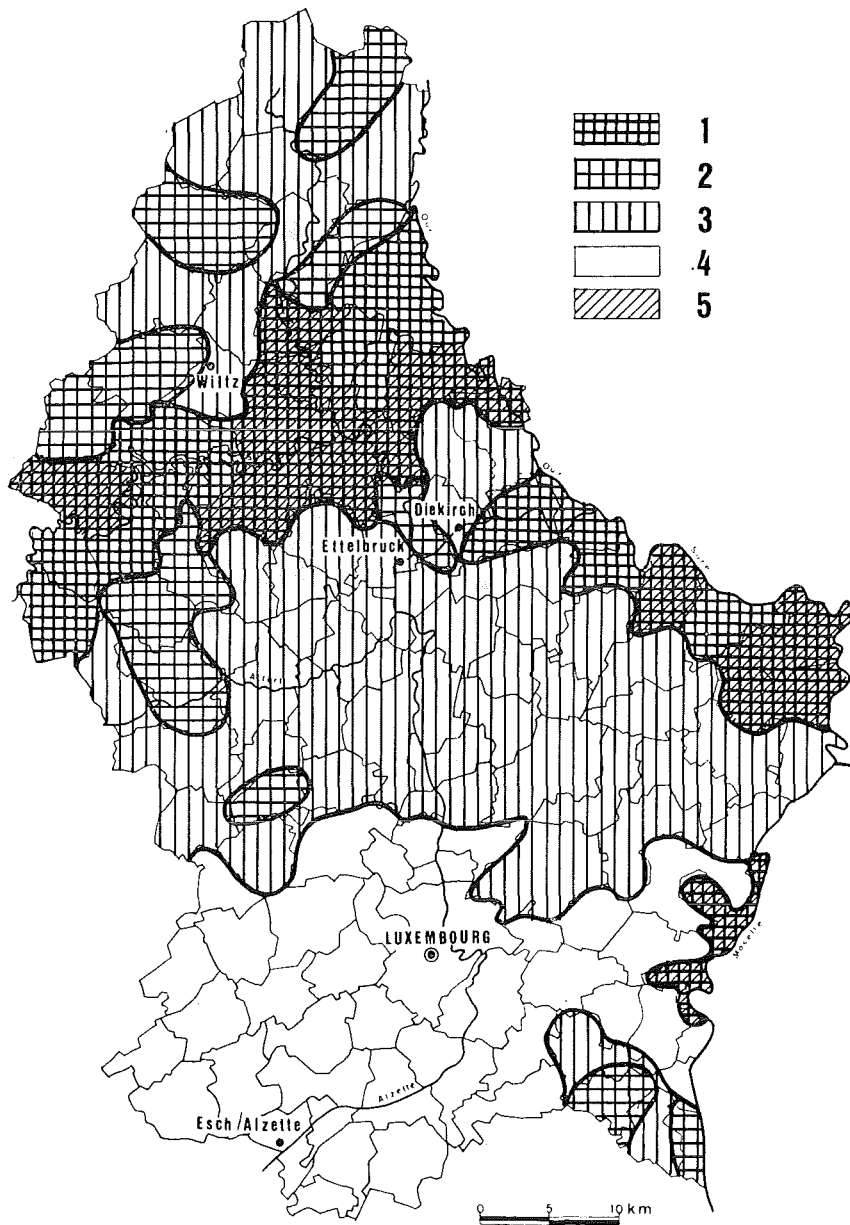 1
2
Our
3
4
5
Wiltz
Our
Diekirch
Ettelbruck
Sûre
Attert
LUXEMBOURG
Moselle
Alzette
Esch/Alzette
0 5 10 km